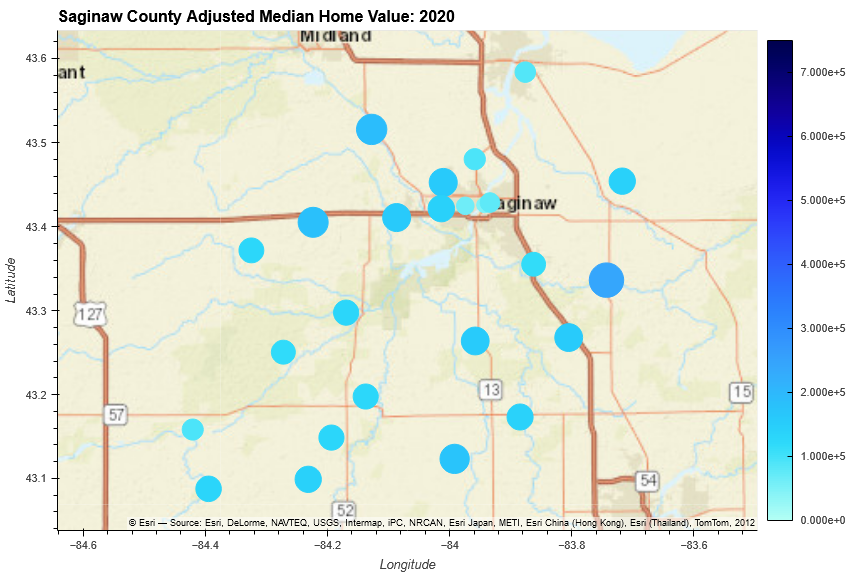 Saginaw County Adjusted Median Home Value: 2020
Midland
ant
aginaw
127
57
13
15
54
52
43.6
43.5
43.4
43.3
43.2
43.1
Latitude
−84.6
−84.4
−84.2
−84
−83.8
−83.6
Longitude
7.000e+5
6.000e+5
5.000e+5
4.000e+5
3.000e+5
2.000e+5
1.000e+5
0.000e+0
© Esri — Source: Esri, DeLorme, NAVTEQ, USGS, Intermap, iPC, NRCAN, Esri Japan, METI, Esri China (Hong Kong), Esri (Thailand), TomTom, 2012